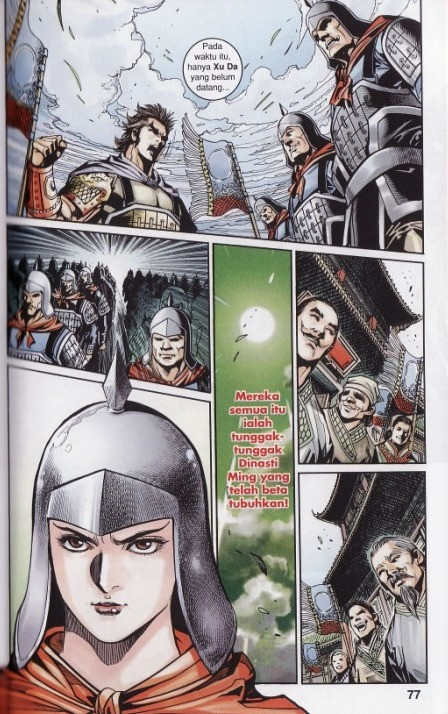 Pada
waktu itu,
hanya Xu Da
yang belum
datang...
Mereka
semua itu
ialah
tunggak-
tunggak
Dinasti
Ming yang
telah beta
tubuhkan!
77